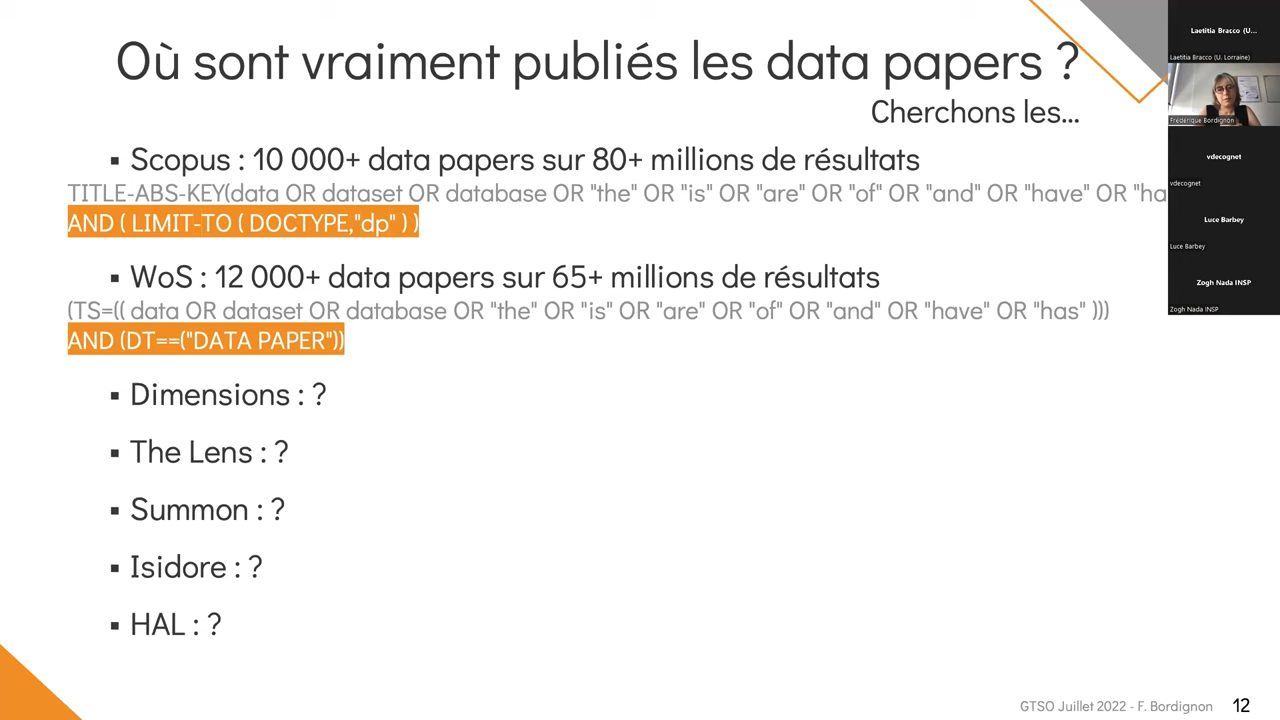 Où sont vraiment publiés les data papers ?
Cherchons les...
▪ Scopus : 10 000+ data papers sur 80+ millions de résultats
TITLE-ABS-KEY(data OR dataset OR database OR "the" OR "is" OR "are" OR "of" OR "and" OR "have" OR "ha
AND ( LIMIT-TO ( DOCTYPE,"dp" ) )
▪ WoS : 12 000+ data papers sur 65+ millions de résultats
(TS=(( data OR dataset OR database OR "the" OR "is" OR "are" OR "of" OR "and" OR "have" OR "has" )))
AND (DT==("DATA PAPER"))
▪ Dimensions : ?
▪ The Lens : ?
▪ Summon : ?
▪ Isidore : ?
▪ HAL : ?
GTSO Juillet 2022 - F. Bordignon 12
Laetitia Bracco (U...
Laetitia Bracco (U. Lorraine)
Frédérique Bordignon
vdecognet
vdecognet
Luce Barbey
Luce Barbey
Zogh Nada INSP
Zogh Nada INSP